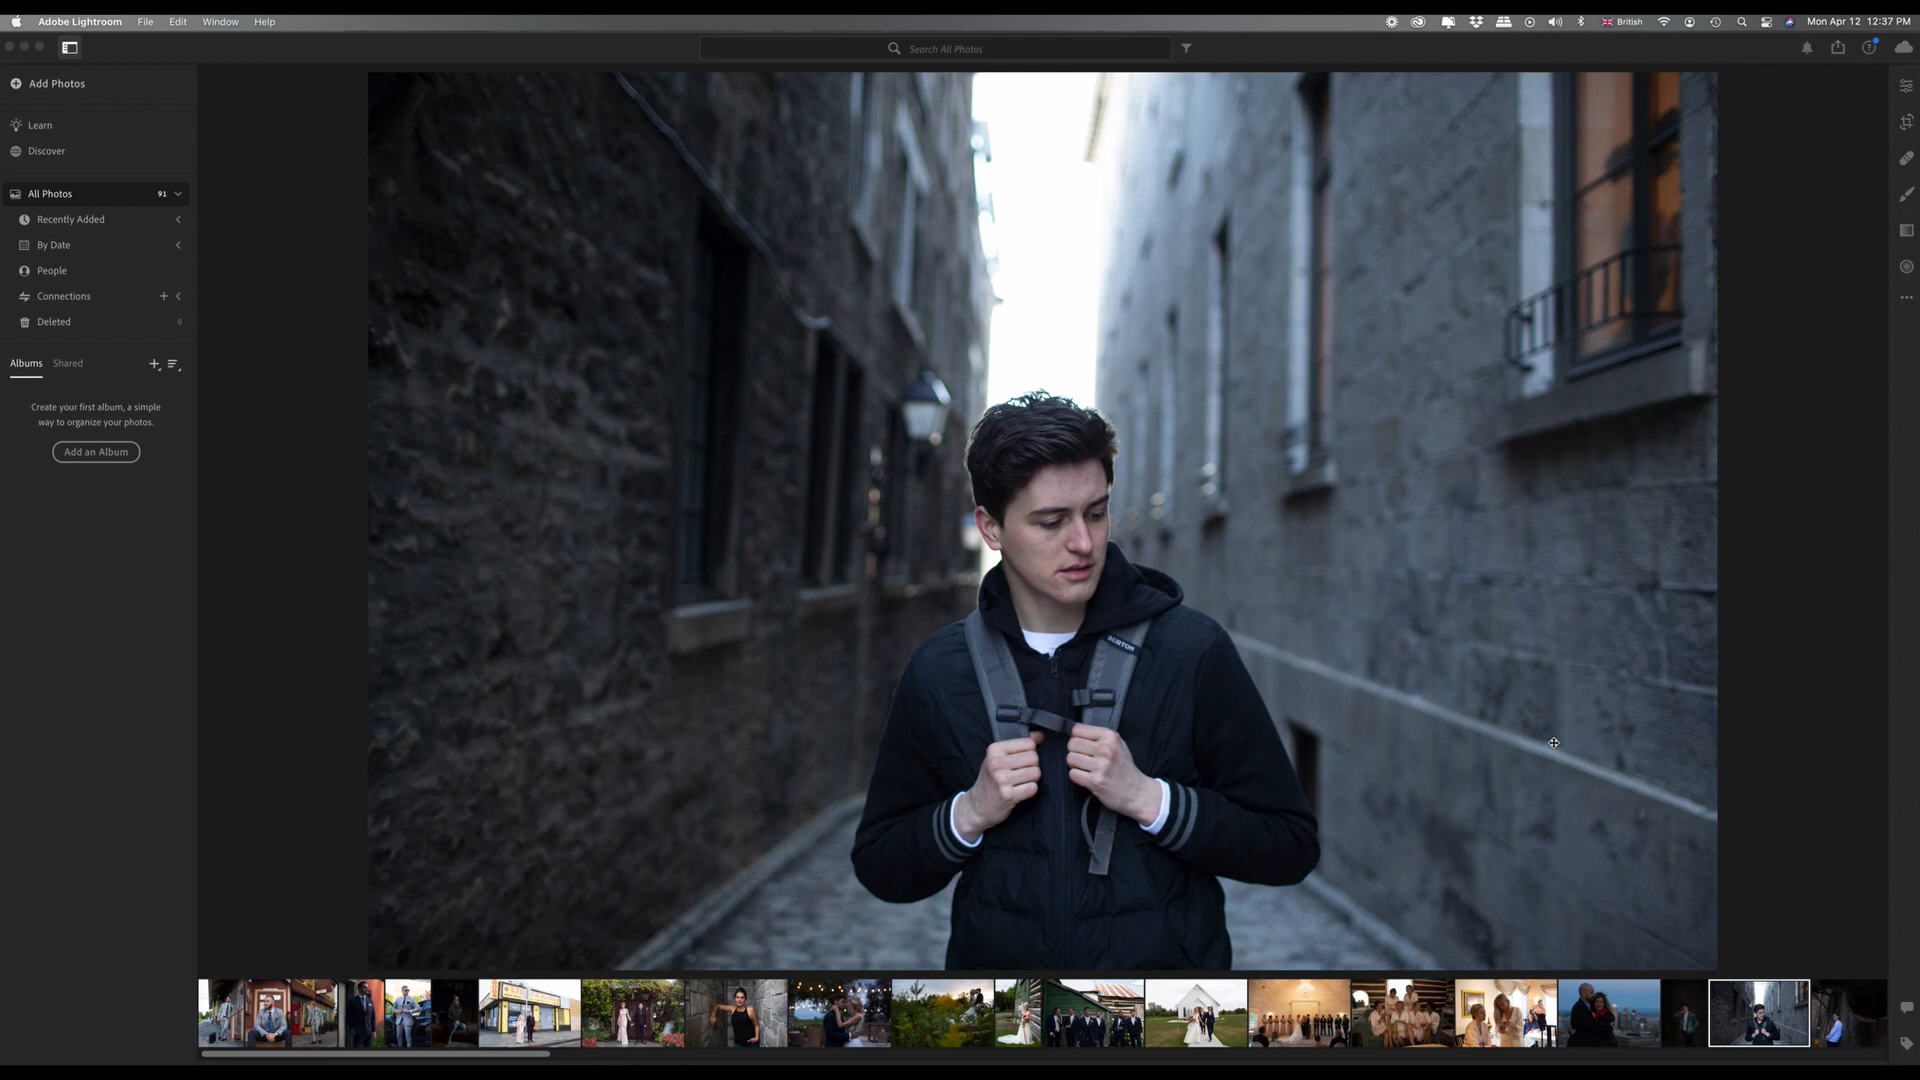 Adobe Lightroom File Edit Window Help
British
Mon Apr 12 12:37 PM
Search All Photos
Add Photos
Learn
Discover
All Photos 91
Recently Added
By Date
People
Connections
Deleted 0
Albums Shared
Create your first album, a simple
way to organize your photos.
Add an Album
BURTON